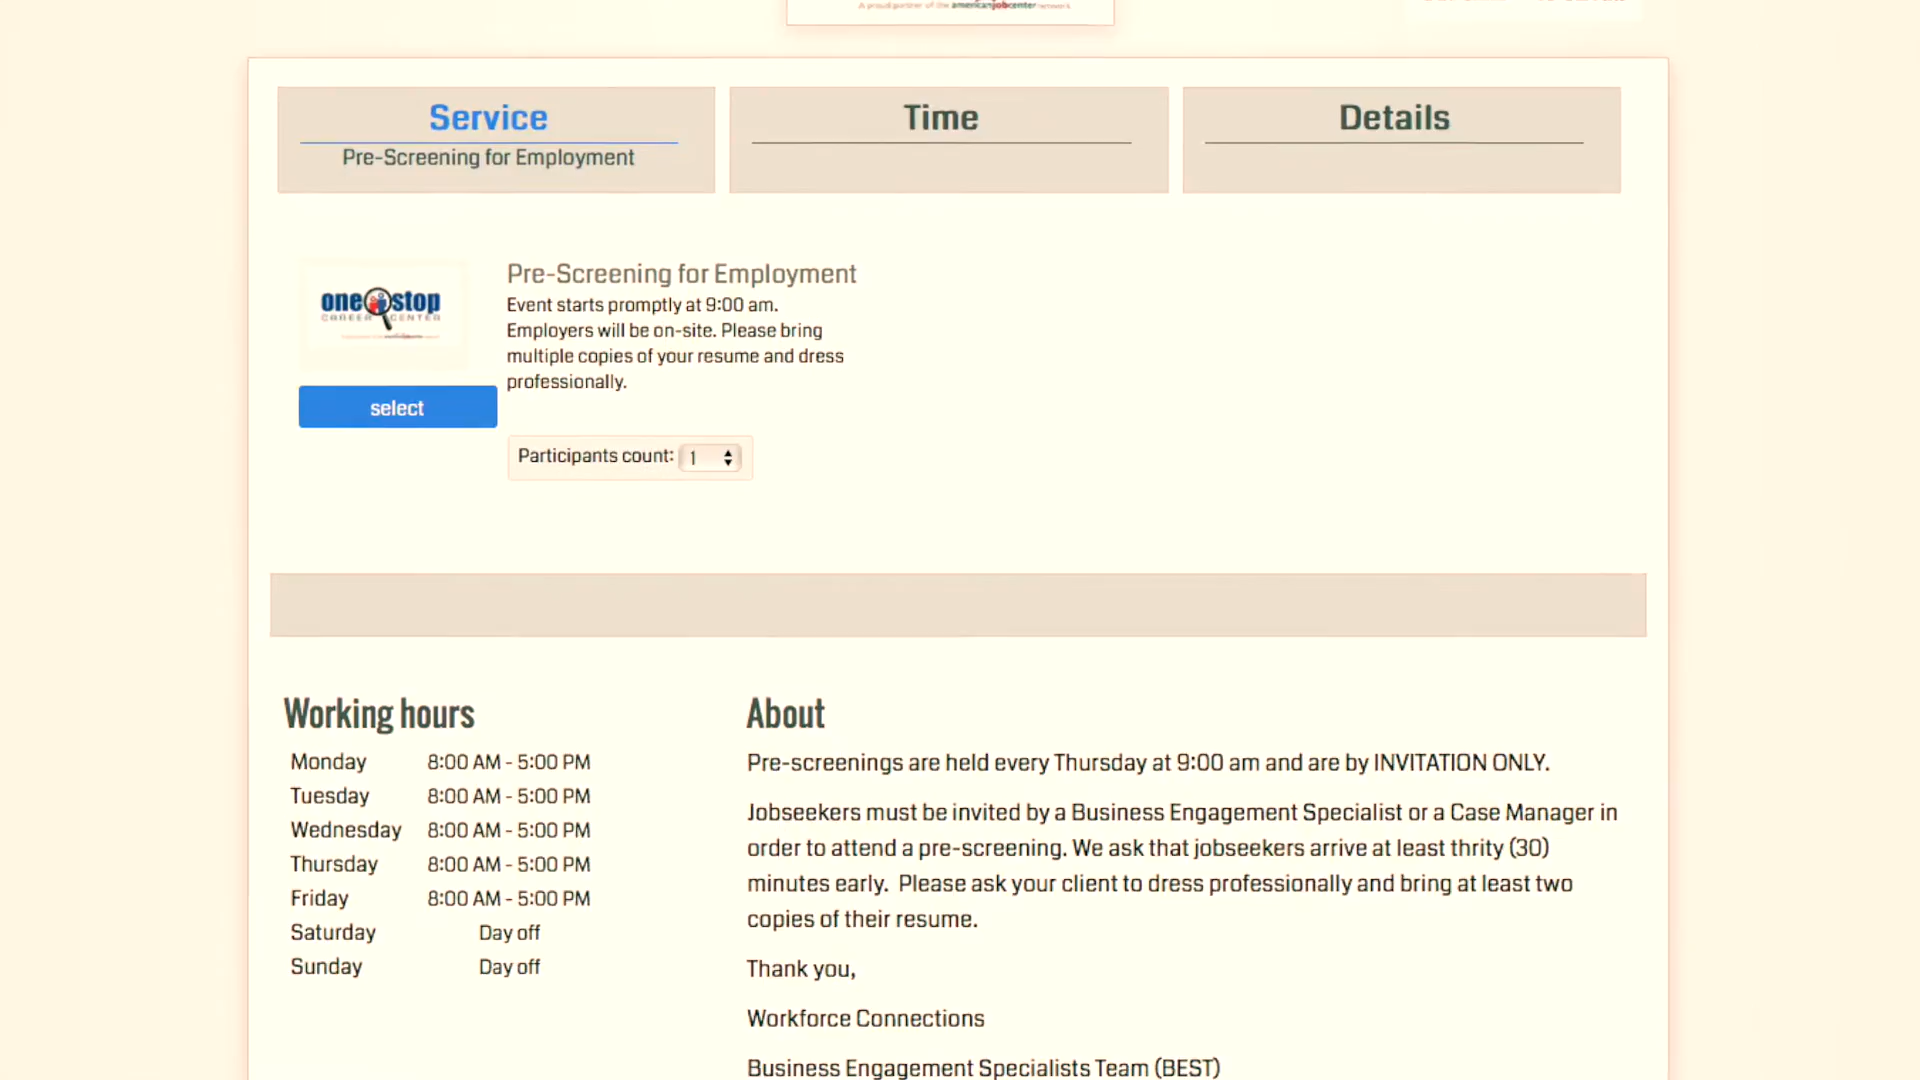 A proud partner of the americanjobcenter network
Service
Pre-Screening for Employment
Time
Details
one stop
CAREER CENTER
select
Pre-Screening for Employment
Event starts promptly at 9:00 am.
Employers will be on-site. Please bring
multiple copies of your resume and dress
professionally.
Participants count: 1
Working hours
Monday 8:00 AM - 5:00 PM
Tuesday 8:00 AM - 5:00 PM
Wednesday 8:00 AM - 5:00 PM
Thursday 8:00 AM - 5:00 PM
Friday 8:00 AM - 5:00 PM
Saturday Day off
Sunday Day off
About
Pre-screenings are held every Thursday at 9:00 am and are by INVITATION ONLY.
Jobseekers must be invited by a Business Engagement Specialist or a Case Manager in
order to attend a pre-screening. We ask that jobseekers arrive at least thrity (30)
minutes early. Please ask your client to dress professionally and bring at least two
copies of their resume.
Thank you,
Workforce Connections
Business Engagement Specialists Team (BEST)